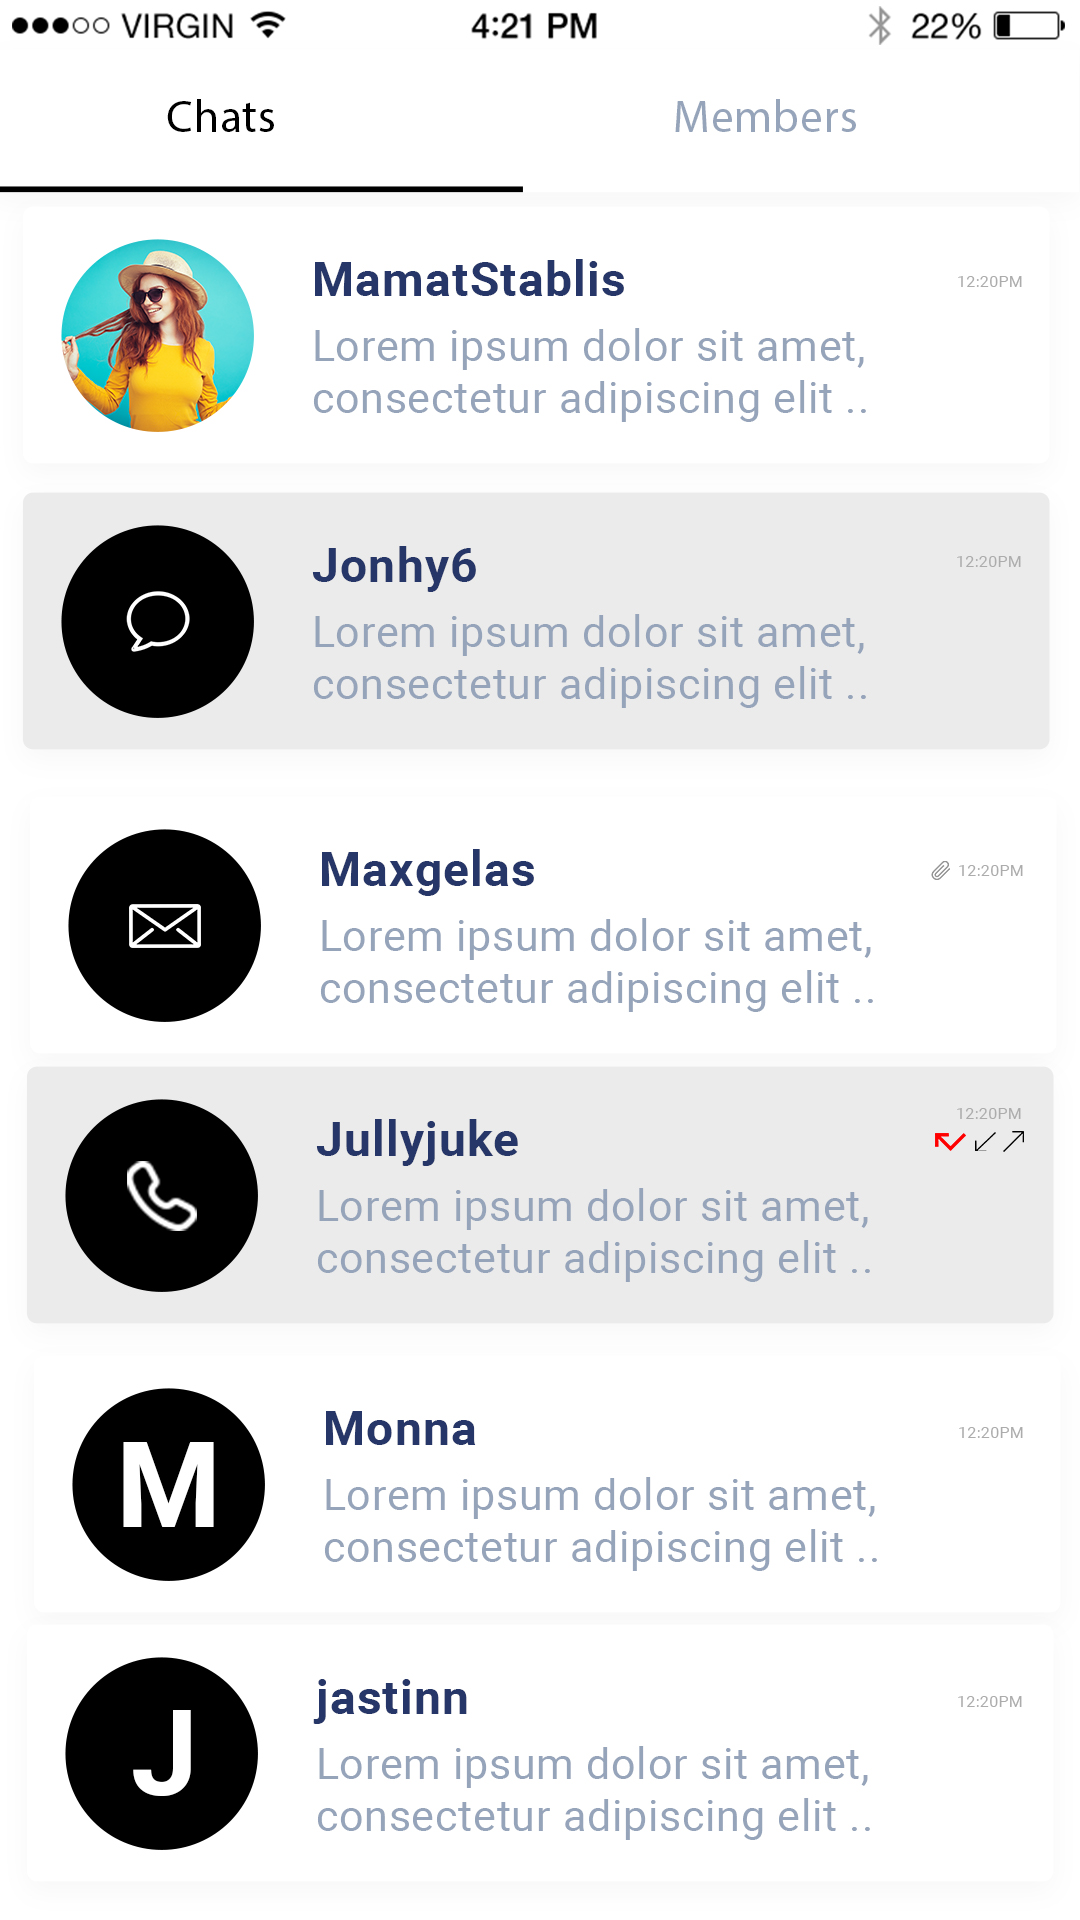 VIRGIN 4:21 PM 22%
Chats Members
MamatStablis 12:20PM
Lorem ipsum dolor sit amet,
consectetur adipiscing elit ..
Jonhy6 12:20PM
Lorem ipsum dolor sit amet,
consectetur adipiscing elit ..
Maxgelas 12:20PM
Lorem ipsum dolor sit amet,
consectetur adipiscing elit ..
12:20PM
Jullyjuke
Lorem ipsum dolor sit amet,
consectetur adipiscing elit ..
M
Monna 12:20PM
Lorem ipsum dolor sit amet,
consectetur adipiscing elit ..
J
jastinn 12:20PM
Lorem ipsum dolor sit amet,
consectetur adipiscing elit ..